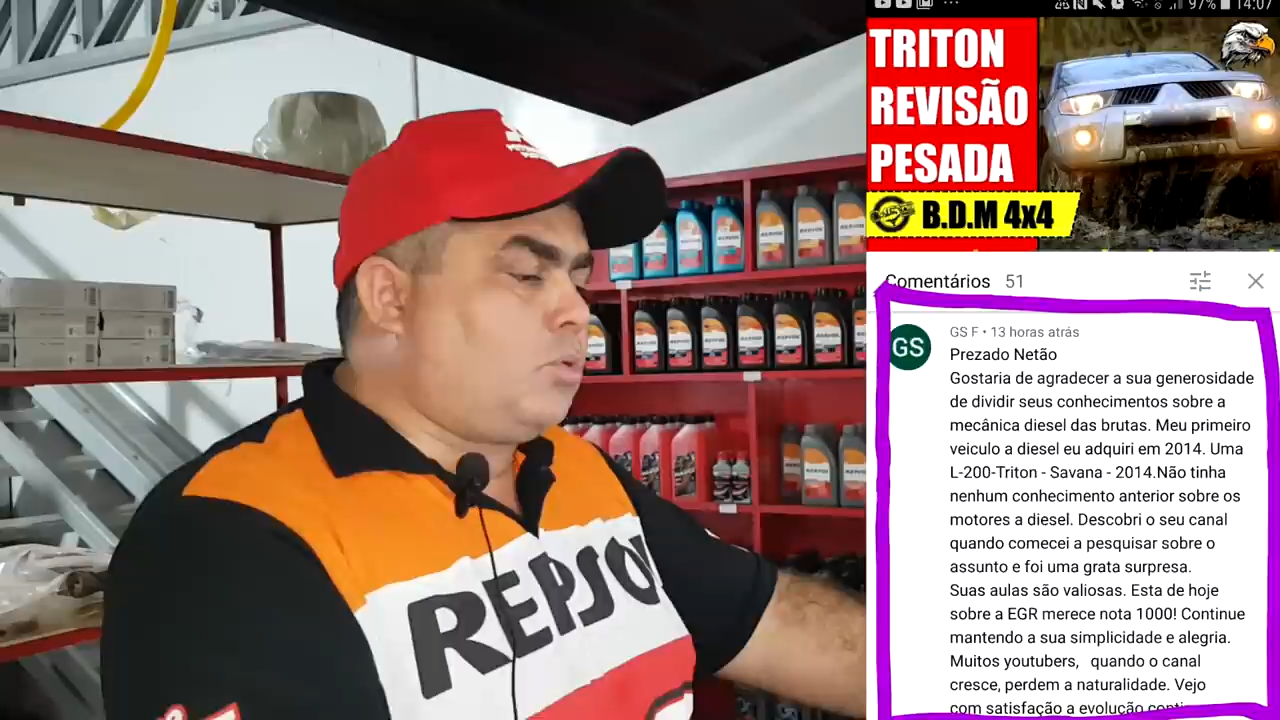 97% 14:07
TRITON
REVISÃO
PESADA
B.D.M 4x4
Comentários 51
GS
GS F • 13 horas atrás
Prezado Netão
Gostaria de agradecer a sua generosidade
de dividir seus conhecimentos sobre a
mecânica diesel das brutas. Meu primeiro
veiculo a diesel eu adquiri em 2014. Uma
L-200-Triton - Savana - 2014.Não tinha
nenhum conhecimento anterior sobre os
motores a diesel. Descobri o seu canal
quando comecei a pesquisar sobre o
assunto e foi uma grata surpresa.
Suas aulas são valiosas. Esta de hoje
sobre a EGR merece nota 1000! Continue
mantendo a sua simplicidade e alegria.
Muitos youtubers, quando o canal
cresce, perdem a naturalidade. Vejo
com satisfação a evolução
REPSOL